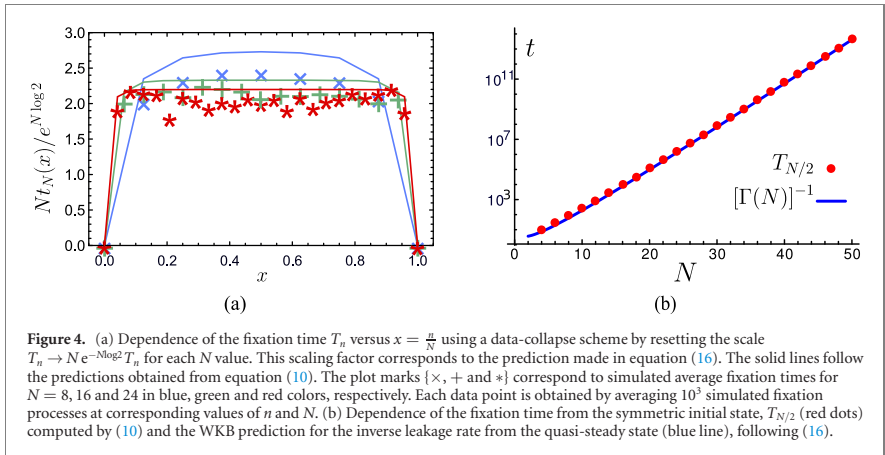 3.0
2.5
2.0
1.5
1.0
0.5
0.0
0.0 0.2 0.4 0.6 0.8 1.0
N t_N(x)/e^{N log 2}
x
(a)
t
10^11
10^7
10^3
0 10 20 30 40 50
T_{N/2}
[Γ(N)]^{-1}
N
(b)
Figure 4. (a) Dependence of the fixation time T_n versus x = n/N using a data-collapse scheme by resetting the scale
T_n → N e^{−Nlog2} T_n for each N value. This scaling factor corresponds to the prediction made in equation (16). The solid lines follow
the predictions obtained from equation (10). The plot marks {×, + and *} correspond to simulated average fixation times for
N = 8, 16 and 24 in blue, green and red colors, respectively. Each data point is obtained by averaging 10^3 simulated fixation
processes at corresponding values of n and N. (b) Dependence of the fixation time from the symmetric initial state, T_{N/2} (red dots)
computed by (10) and the WKB prediction for the inverse leakage rate from the quasi-steady state (blue line), following (16).